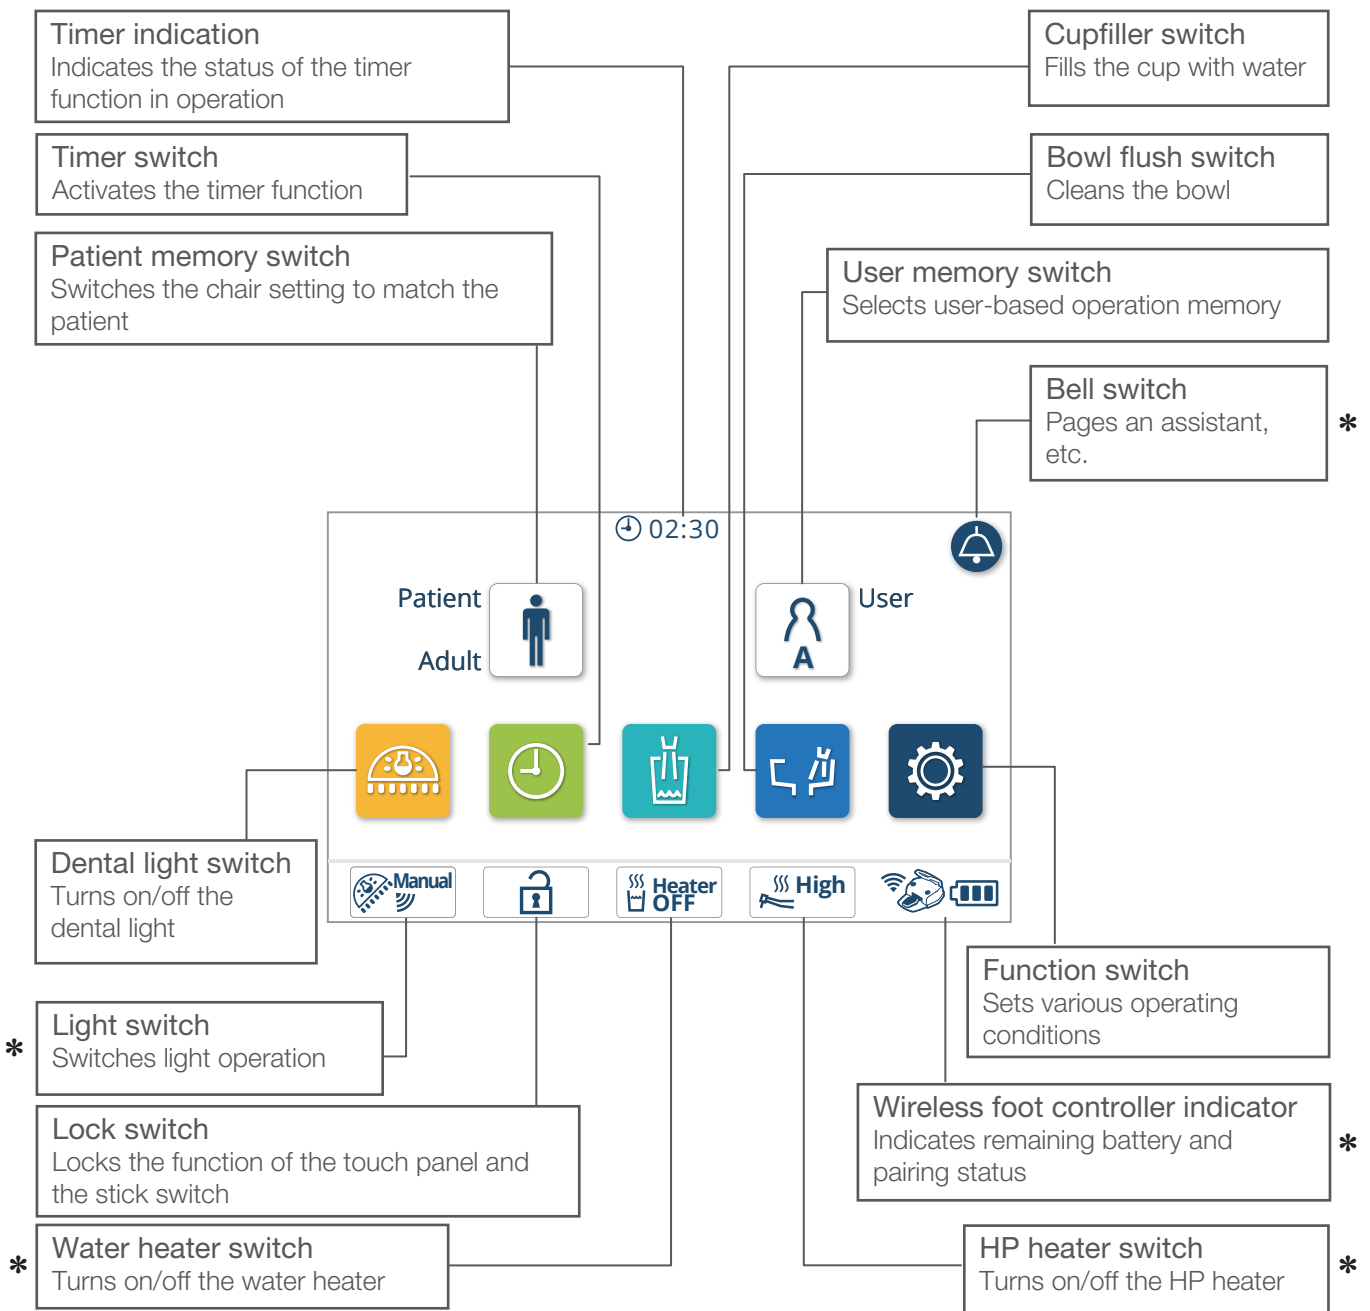 Timer indication
Indicates the status of the timer
function in operation
Cupfiller switch
Fills the cup with water
Timer switch
Activates the timer function
Bowl flush switch
Cleans the bowl
Patient memory switch
Switches the chair setting to match the
patient
User memory switch
Selects user-based operation memory
Bell switch
Pages an assistant,
etc.
*
02:30
Patient
Adult
User
A
Manual
Heater
OFF
High
Dental light switch
Turns on/off the
dental light
Function switch
Sets various operating
conditions
*
Light switch
Switches light operation
Lock switch
Locks the function of the touch panel and
the stick switch
Wireless foot controller indicator
Indicates remaining battery and
pairing status
*
*
Water heater switch
Turns on/off the water heater
HP heater switch
Turns on/off the HP heater
*